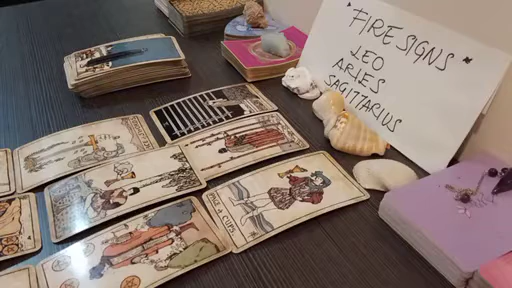 * FIRE SIGNS *
LEO
ARIES
SAGITTARIUS
PAGE of CUPS.